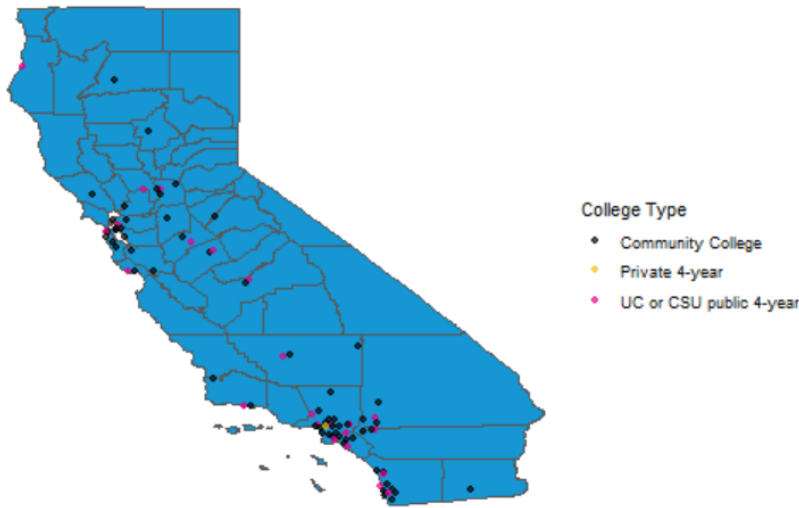 College Type
Community College
Private 4-year
UC or CSU public 4-year